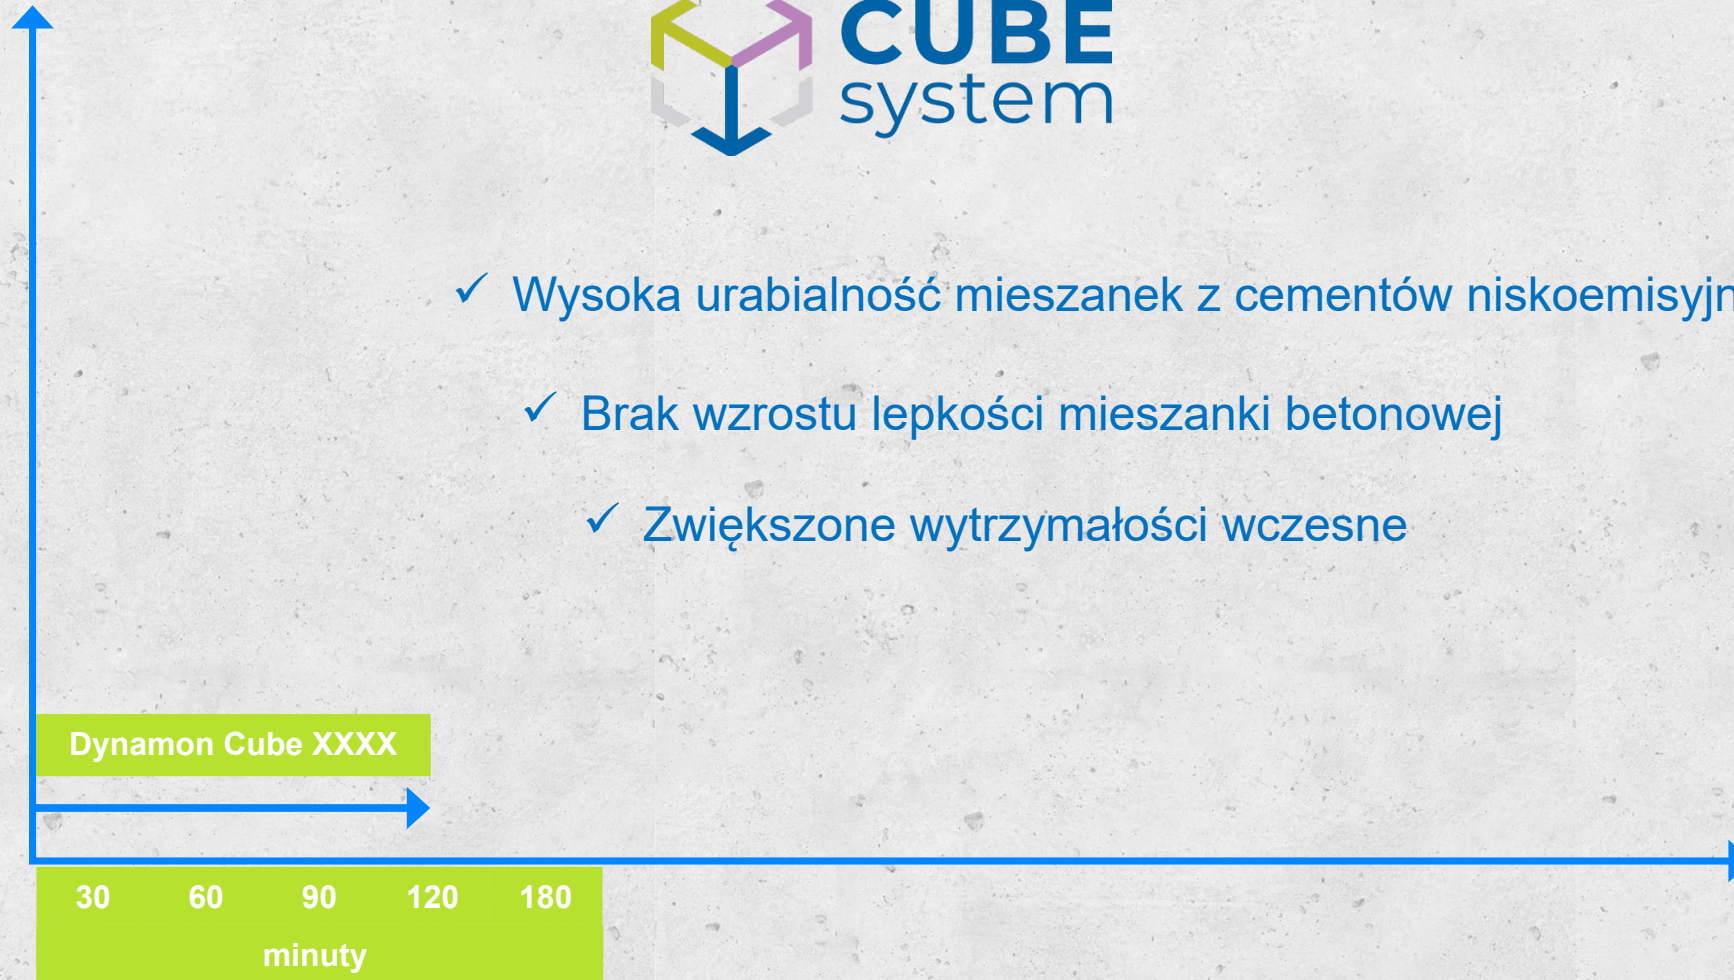 CUBE
system
Wysoka urabialność mieszanek z cementów
Brak wzrostu lepkości mieszanki betonowej
Zwiększone wytrzymałości wczesne
Dynamon Cube XXXX
30 60 90 120 180
minuty